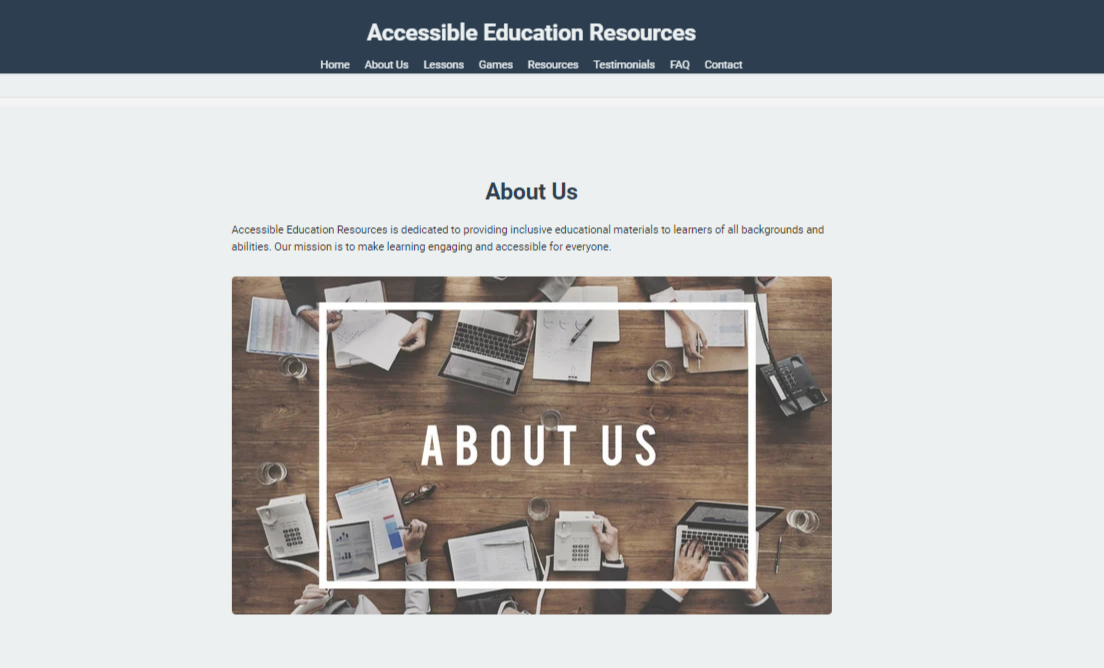 Accessible Education Resources
Home About Us Lessons Games Resources Testimonials FAQ Contact
About Us
Accessible Education Resources is dedicated to providing inclusive educational materials to learners of all backgrounds and
abilities. Our mission is to make learning engaging and accessible for everyone.
ABOUT US